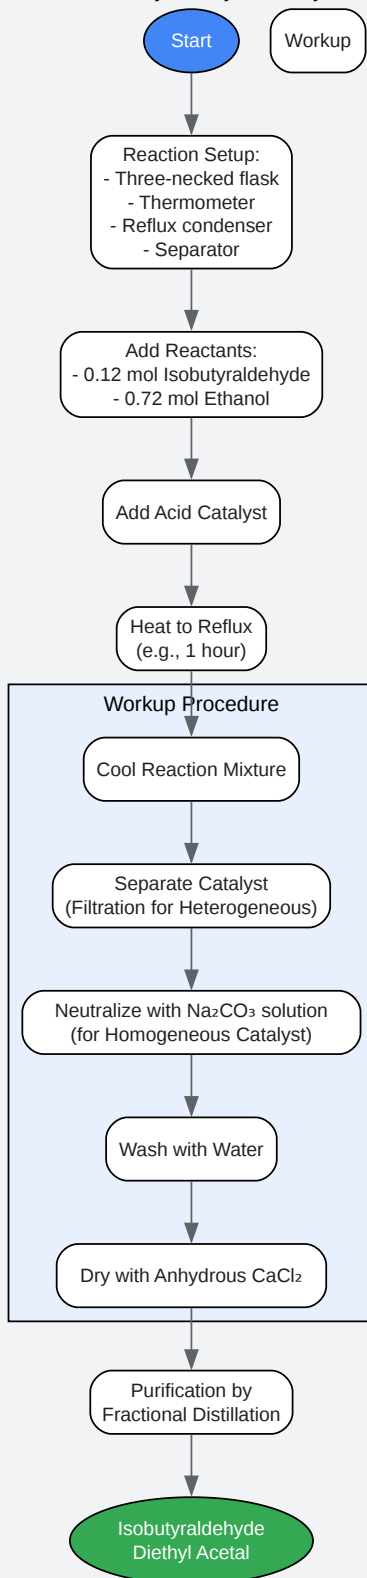 Start
Workup
Reaction Setup:
- Three-necked flask
- Thermometer
- Reflux condenser
- Separator
Add Reactants:
- 0.12 mol Isobutyraldehyde
- 0.72 mol Ethanol
Add Acid Catalyst
Heat to Reflux
(e.g., 1 hour)
Workup Procedure
Cool Reaction Mixture
Separate Catalyst
(Filtration for Heterogeneous)
Neutralize with Na₂CO₃ solution
(for Homogeneous Catalyst)
Wash with Water
Dry with Anhydrous CaCl₂
Purification by
Fractional Distillation
Isobutyraldehyde
Diethyl Acetal